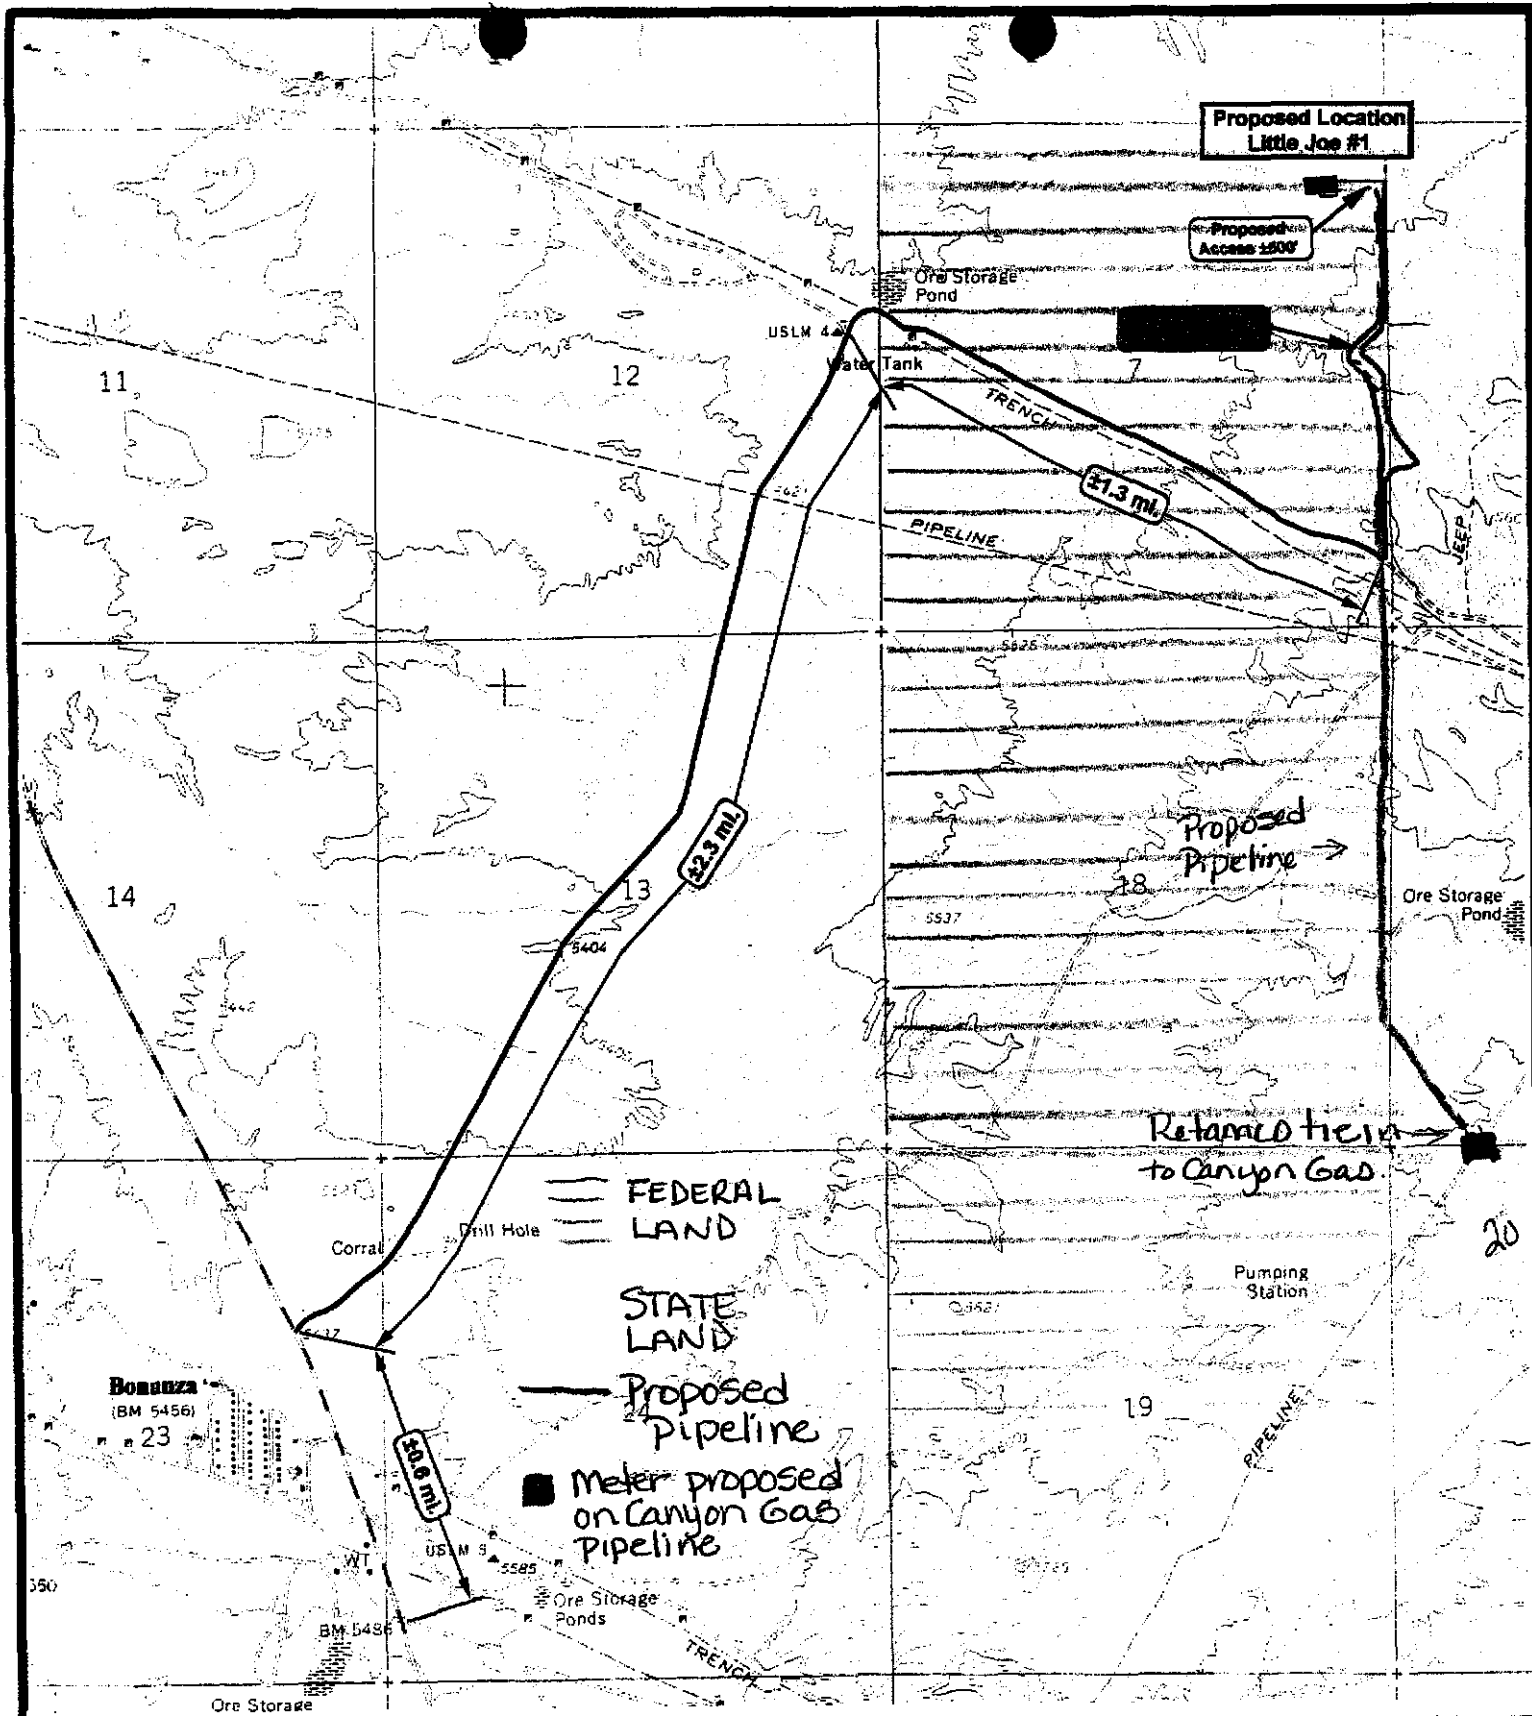 Proposed Location
Little Joe #1
Proposed
Access ±500'
Ore Storage
Pond
USLM 4
Water Tank
11
12
7
TRENCH
±1.3 mi.
PIPELINE
JEEP
5625
Proposed
Pipeline →
±2.3 mi.
13
14
18
Ore Storage
Pond
5537
5404
Retamco tie in →
to Canyon Gas.
FEDERAL
LAND
Drill Hole
Corral
20
Pumping
Station
STATE
LAND
Bonanza
(BM 5456)
23
Proposed
pipeline
19
PIPELINE
±0.6 mi.
Meter proposed
on Canyon Gas
pipeline
WT
USLM 5
5585
Ore Storage
Ponds
BM 5486
TRENCH
Ore Storage